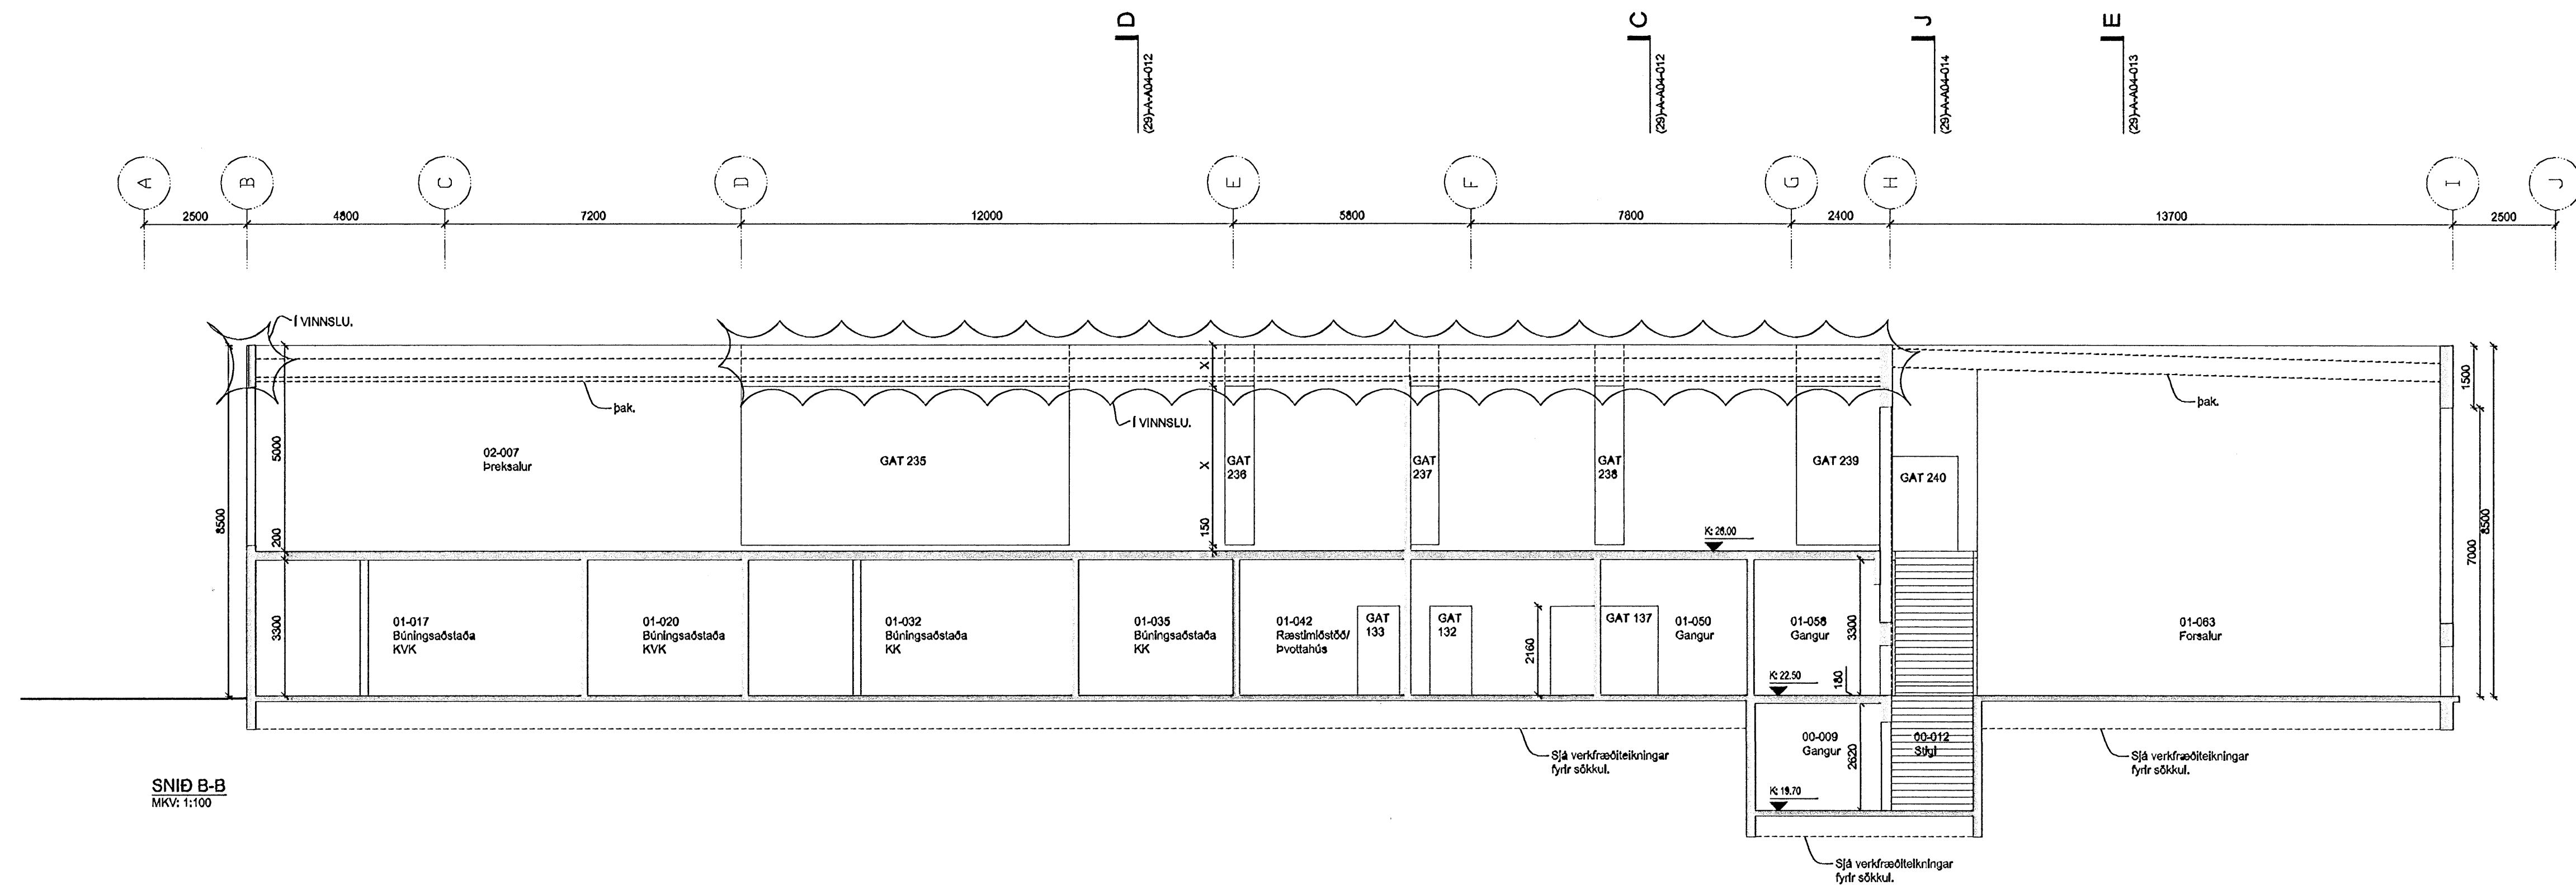 D
(29)-A-A04-012
C
(29)-A-A04-012
J
(29)-A-A04-014
E
(29)-A-A04-013
A
B
C
D
E
F
G
H
I
J
2500
4800
7200
12000
5800
7800
2400
13700
2500
Í VINNSLU.
þak.
Í VINNSLU.
þak.
8500
5000
200
3300
X
X
150
02-007
Þreksalur
GAT 235
GAT
236
GAT
237
GAT
238
GAT 239
GAT 240
K: 26.00
1500
7000
8500
01-017
Búningsaðstaða
KVK
01-020
Búningsaðstaða
KVK
01-032
Búningsaðstaða
KK
01-035
Búningsaðstaða
KK
01-042
Ræstimiðstöð/
Þvottahús
GAT
133
GAT
132
2160
GAT 137
01-050
Gangur
01-058
Gangur
3300
180
K: 22.50
01-063
Forsalur
00-009
Gangur
2620
00-012
Stigi
K: 19.70
Sjá verkfræðiteikningar
fyrir sökkul.
Sjá verkfræðiteikningar
fyrir sökkul.
Sjá verkfræðiteikningar
fyrir sökkul.
SNIÐ B-B
MKV: 1:100